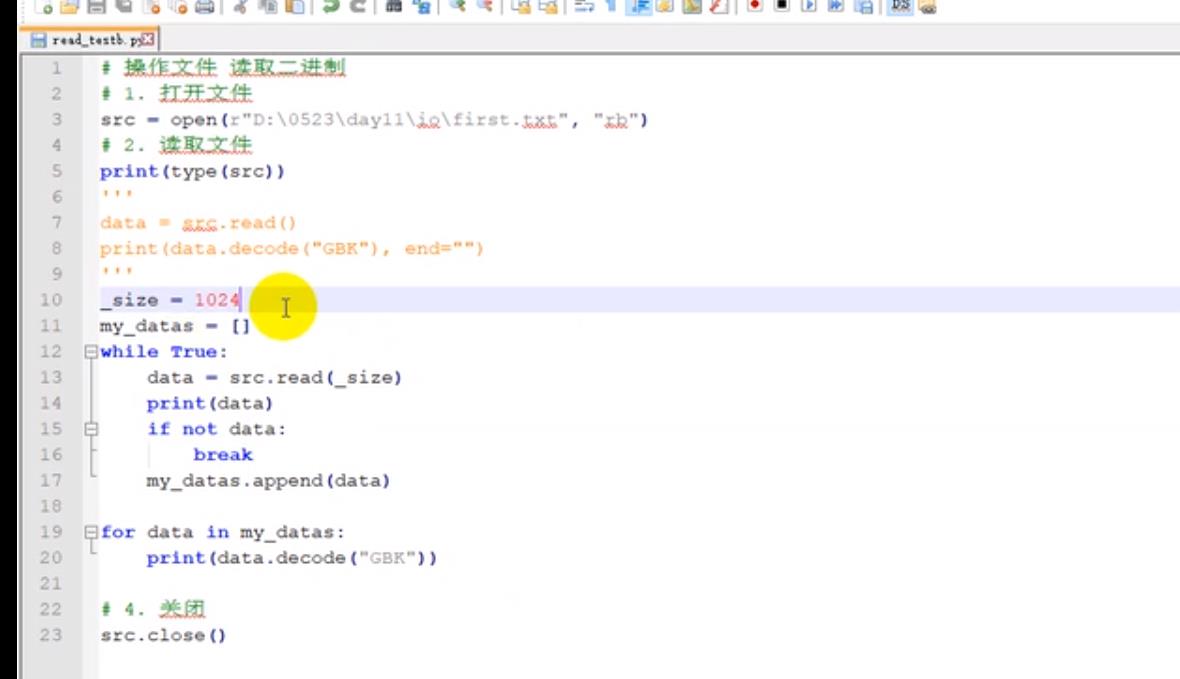 read_testb.py
1 # 操作文件 读取二进制
2 # 1. 打开文件
3 src = open(r"D:\0523\day11\io\first.txt", "rb")
4 # 2. 读取文件
5 print(type(src))
6 '''
7 data = src.read()
8 print(data.decode("GBK"), end="")
9 '''
10 _size = 1024
11 my_datas = []
12 while True:
13 data = src.read(_size)
14 print(data)
15 if not data:
16 break
17 my_datas.append(data)
18
19 for data in my_datas:
20 print(data.decode("GBK"))
21
22 # 4. 关闭
23 src.close()